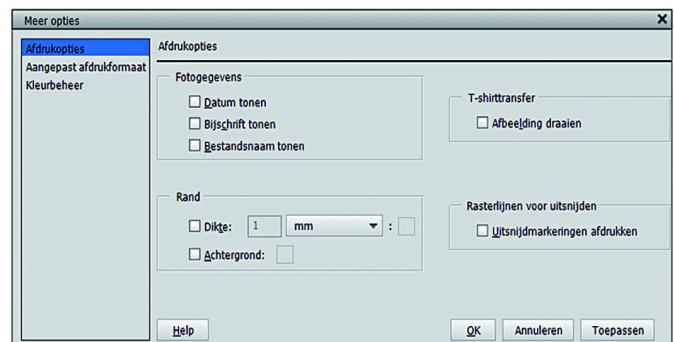 Meer opties
Afdrukopties
Aangepast afdrukformaat
Kleurbeheer
Afdrukopties
Fotogegevens
Datum tonen
Bijschrift tonen
Bestandsnaam tonen
T-shirttransfer
Afbeelding draaien
Rand
Dikte: 1 mm :
Achtergrond:
Rasterlijnen voor uitsnijden
Uitsnijdmarkeringen afdrukken
Help OK Annuleren Toepassen